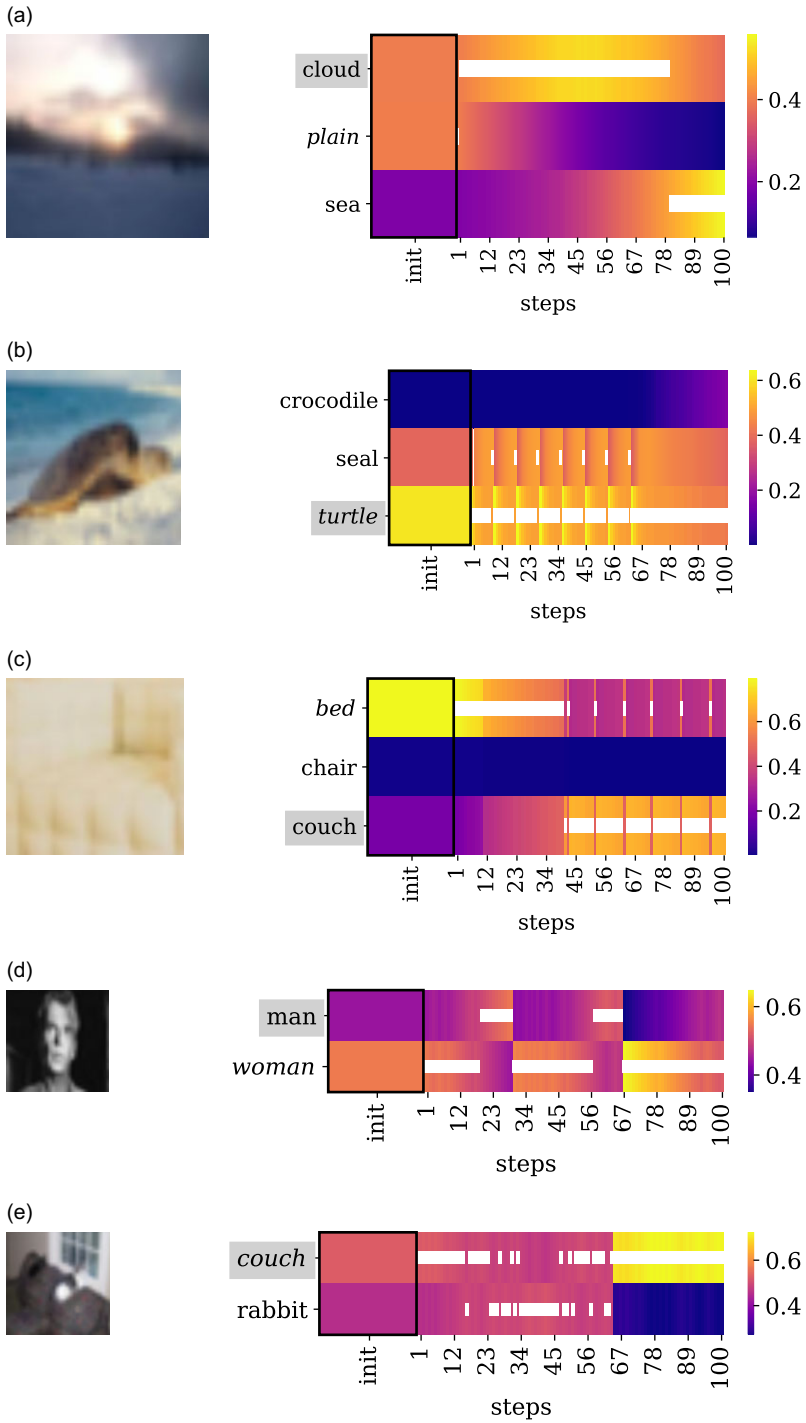 (a)
cloud
plain
sea
0.4
0.2
init
1
12
23
34
45
56
67
78
89
100
steps
(b)
crocodile
seal
turtle
0.6
0.4
0.2
init
1
12
23
34
45
56
67
78
89
100
steps
(c)
bed
chair
couch
0.6
0.4
0.2
init
1
12
23
34
45
56
67
78
89
100
steps
(d)
man
woman
0.6
0.4
init
1
12
23
34
45
56
67
78
89
100
steps
(e)
couch
rabbit
0.6
0.4
init
1
12
23
34
45
56
67
78
89
100
steps